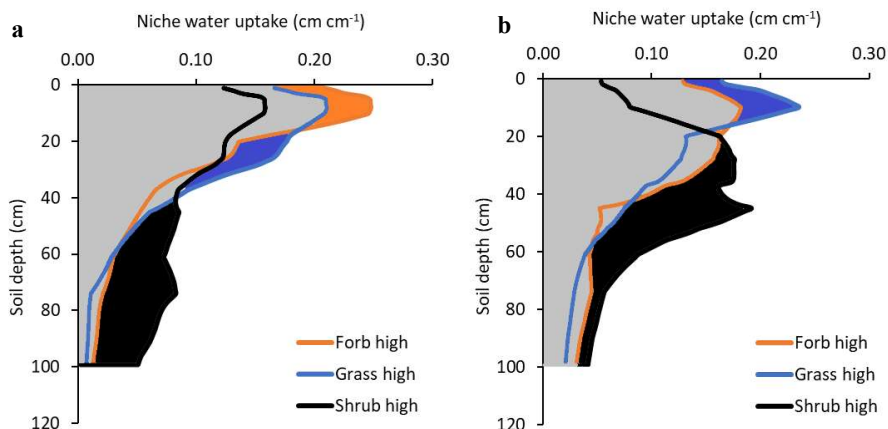 a
Niche water uptake (cm cm⁻¹)
0.00 0.10 0.20 0.30
Soil depth (cm)
0
20
40
60
80
100
120
Forb high
Grass high
Shrub high
b
Niche water uptake (cm cm⁻¹)
0.00 0.10 0.20 0.30
Soil depth (cm)
0
20
40
60
80
100
120
Forb high
Grass high
Shrub high